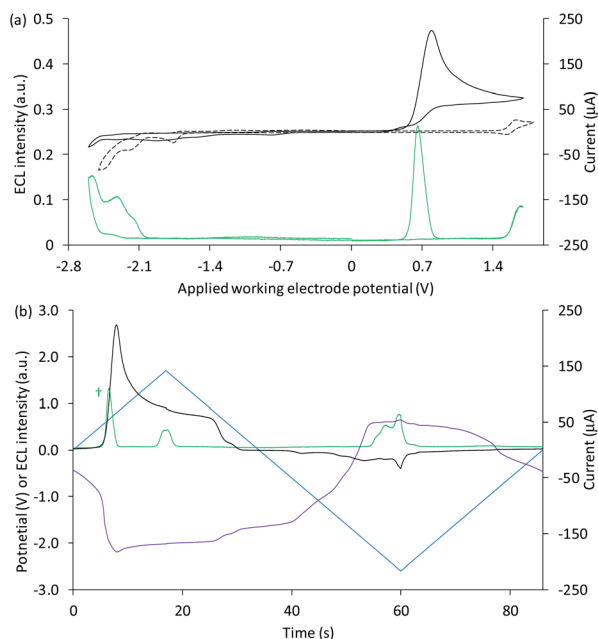 (a)
0.5
0.4
0.3
0.2
0.1
0
ECL intensity (a.u.)
250
150
50
-50
-150
-250
Current (µA)
-2.8 -2.1 -1.4 -0.7 0 0.7 1.4
Applied working electrode potential (V)
(b)
3.0
2.0
1.0
0.0
-1.0
-2.0
-3.0
Potnetial (V) or ECL intensity (a.u.)
†
250
150
50
-50
-150
-250
Current (µA)
0 20 40 60 80
Time (s)